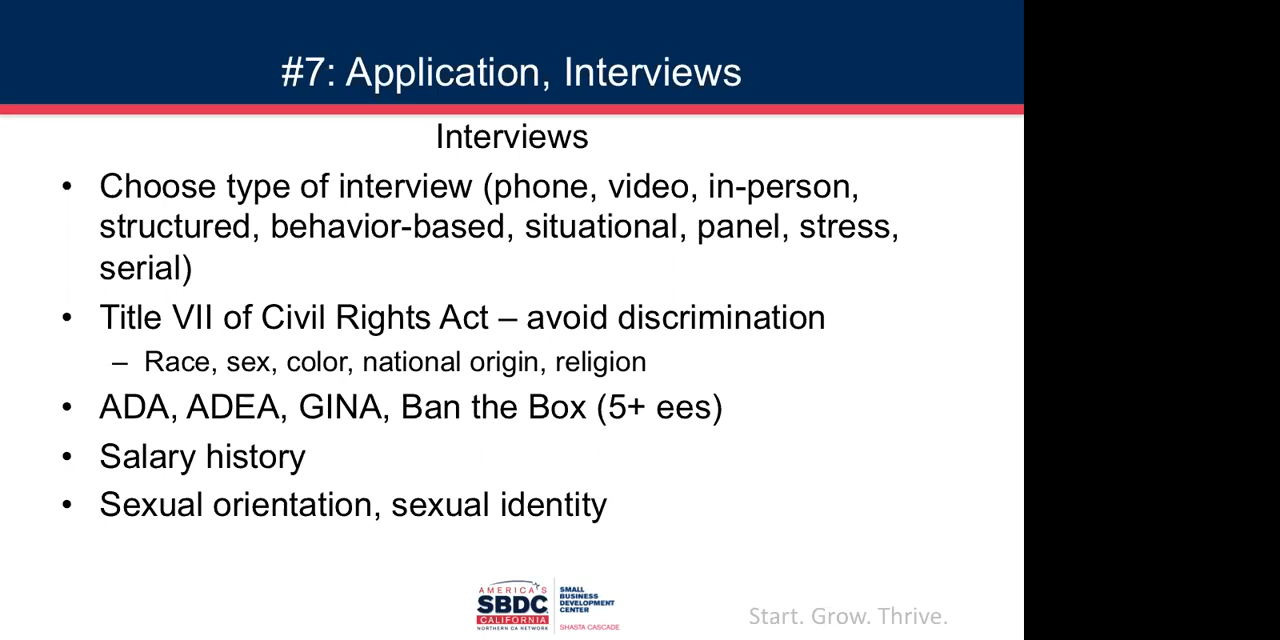 #7: Application, Interviews
Interviews
• Choose type of interview (phone, video, in-person,
structured, behavior-based, situational, panel, stress,
serial)
• Title VII of Civil Rights Act – avoid discrimination
– Race, sex, color, national origin, religion
• ADA, ADEA, GINA, Ban the Box (5+ ees)
• Salary history
• Sexual orientation, sexual identity
AMERICA'S
SBDC
CALIFORNIA
NORTHERN CA NETWORK
SMALL
BUSINESS
DEVELOPMENT
CENTER
SHASTA CASCADE
Start. Grow. Thrive.